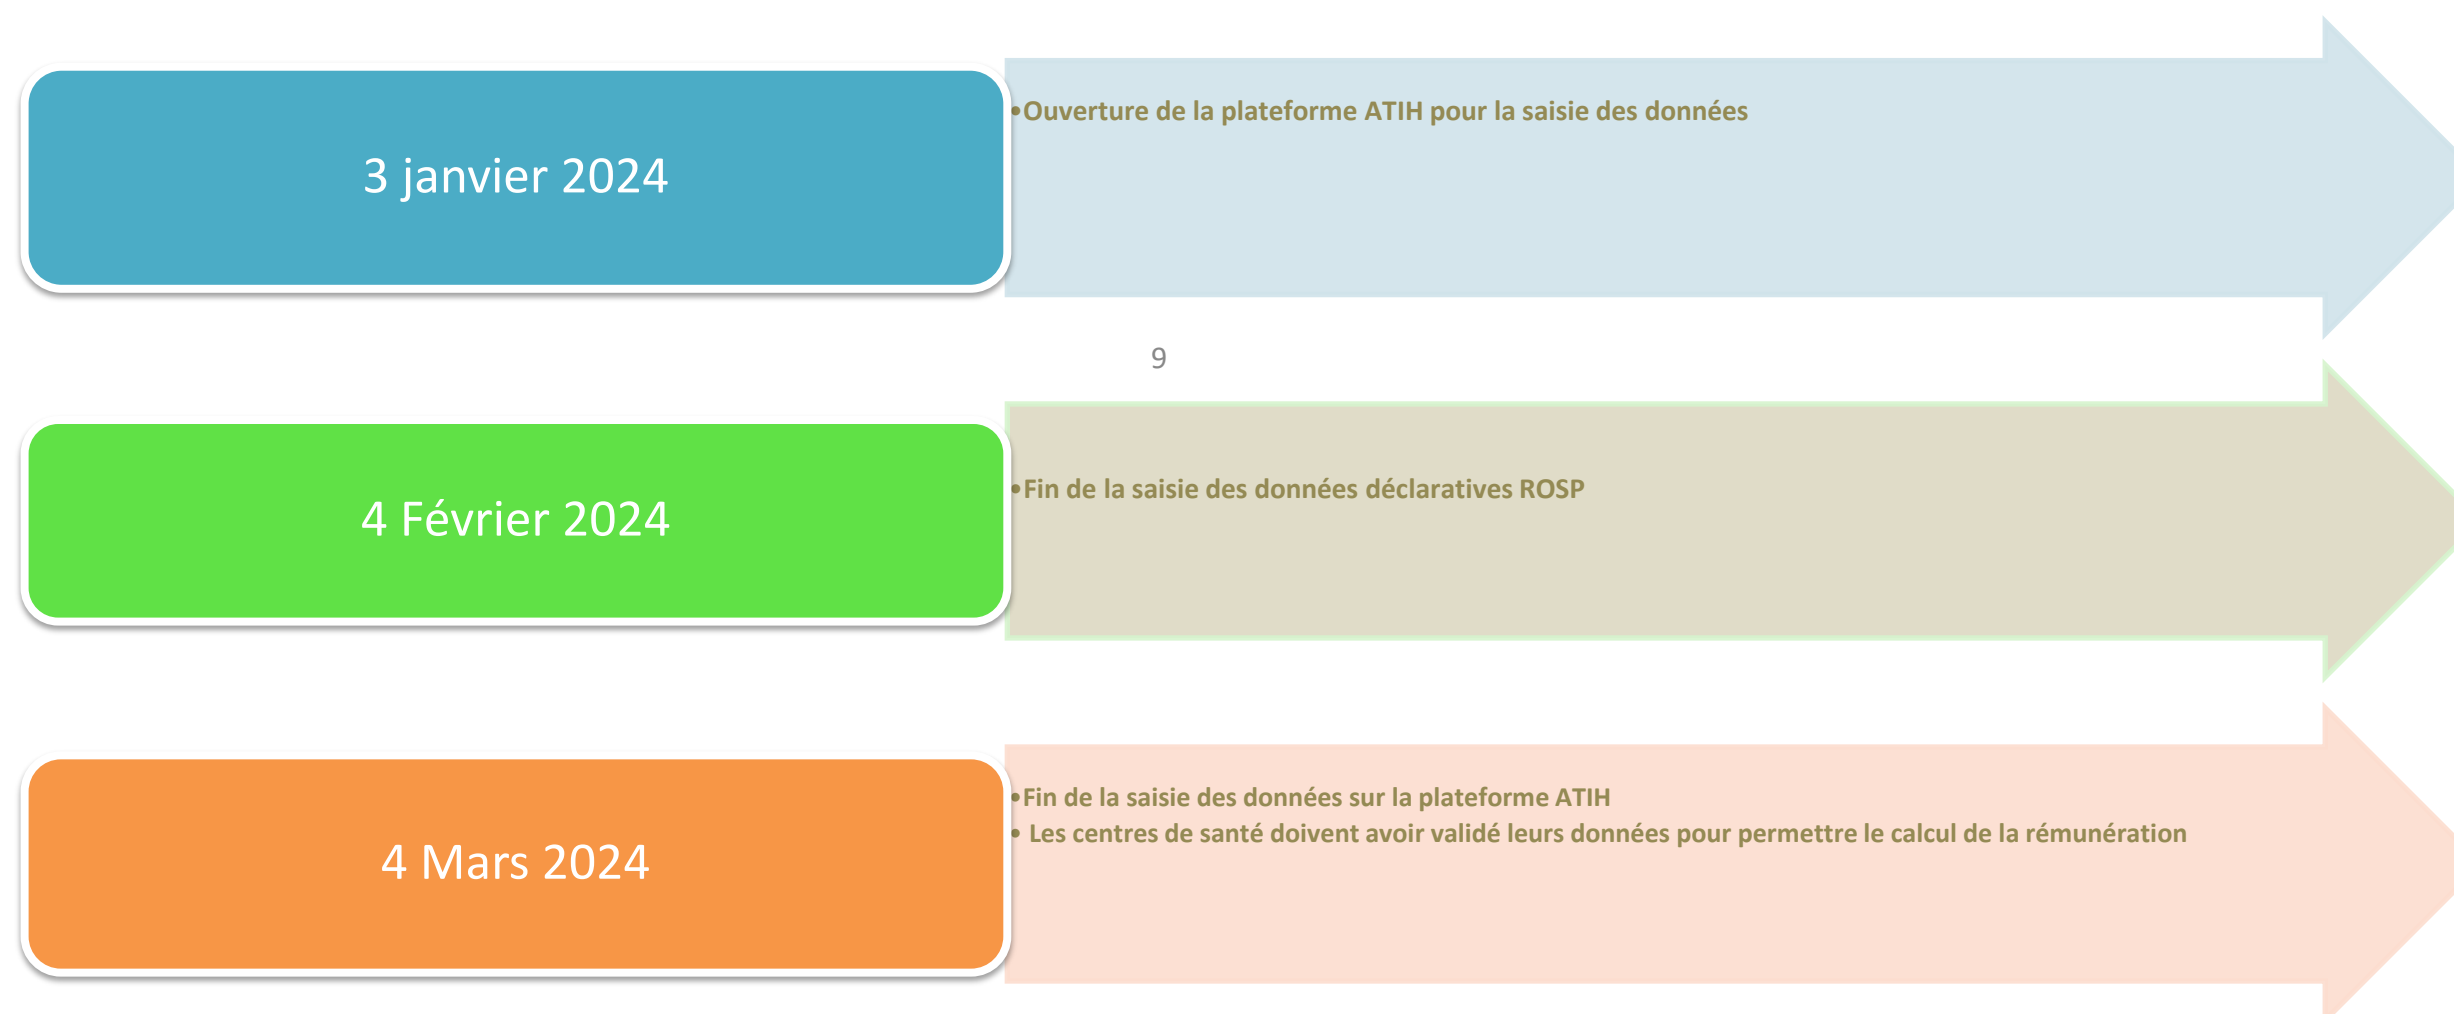 3 janvier 2024
•Ouverture de la plateforme ATIH pour la saisie des données
9
4 Février 2024
•Fin de la saisie des données déclaratives ROSP
4 Mars 2024
•Fin de la saisie des données sur la plateforme ATIH
• Les centres de santé doivent avoir validé leurs données pour permettre le calcul de la rémunération